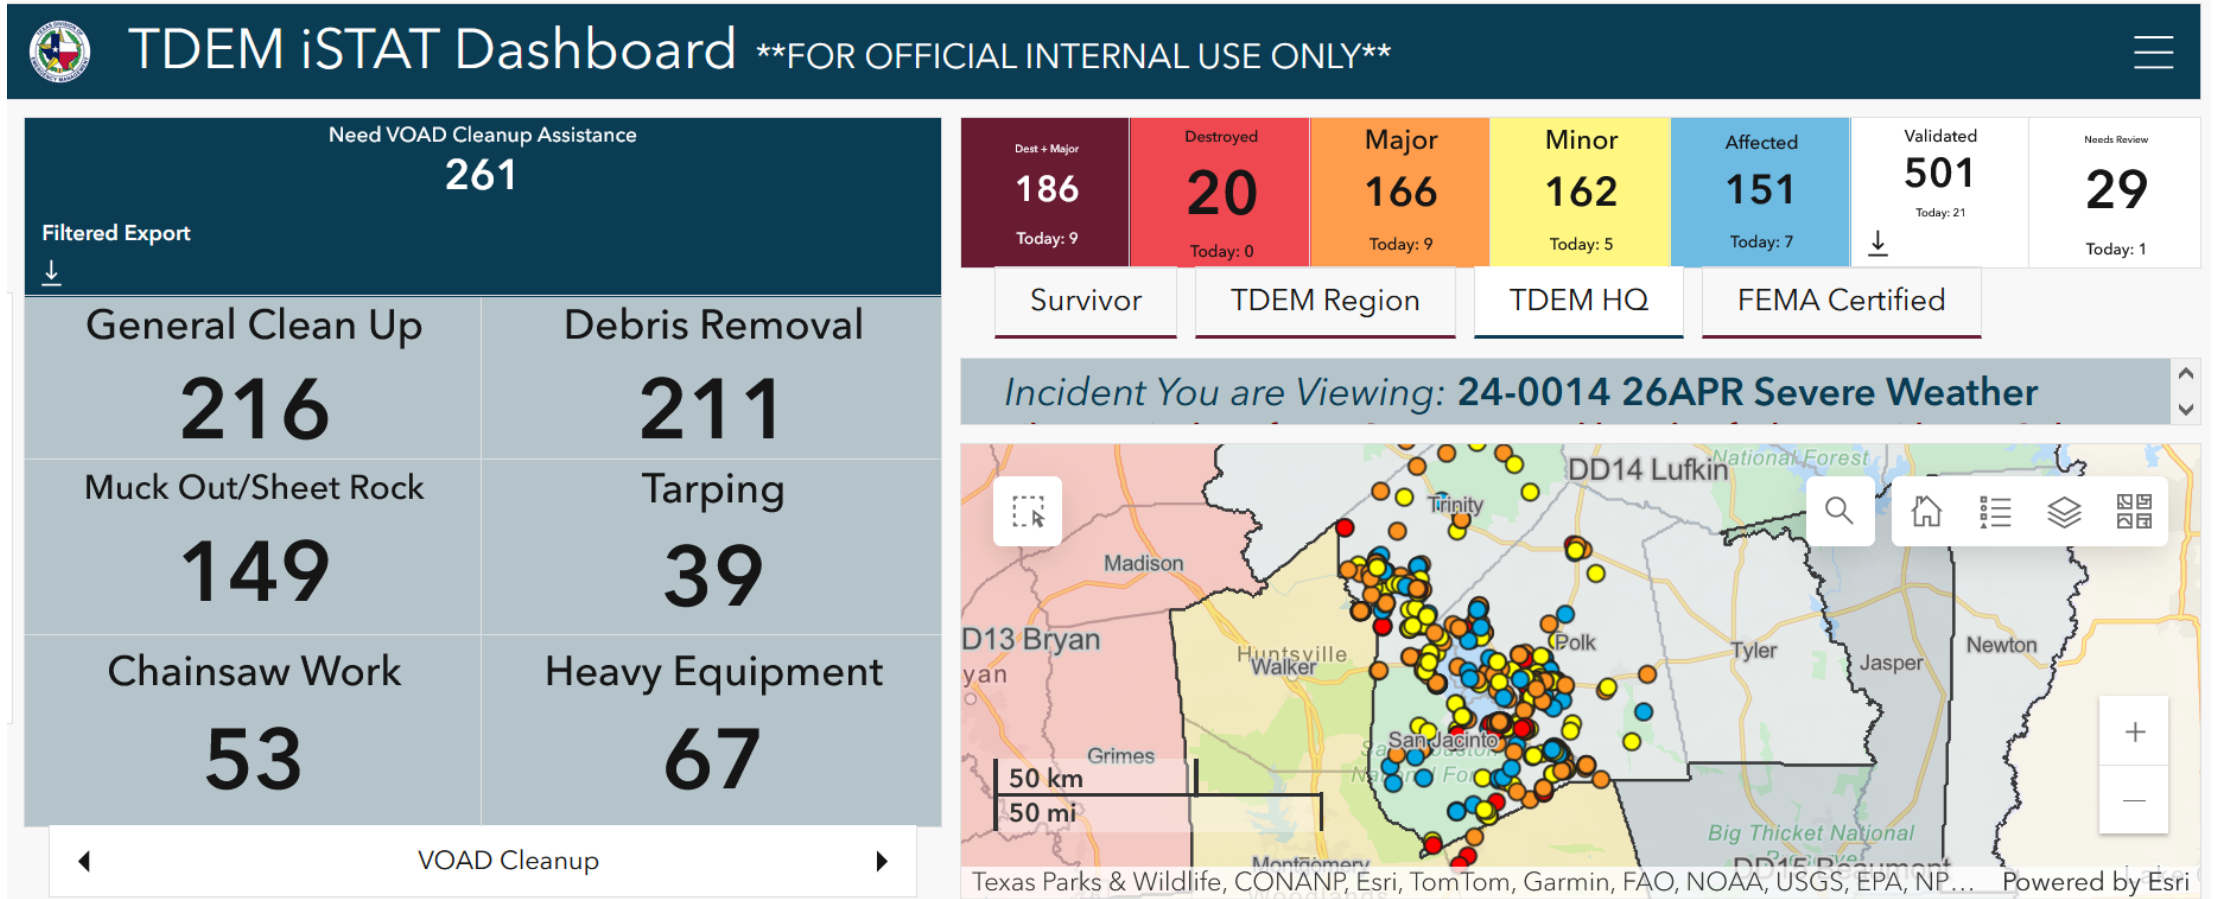 TDEM iSTAT Dashboard **FOR OFFICIAL INTERNAL USE ONLY**
Need VOAD Cleanup Assistance
261
Filtered Export
General Clean Up
216
Debris Removal
211
Muck Out/Sheet Rock
149
Tarping
39
Chainsaw Work
53
Heavy Equipment
67
VOAD Cleanup
Dest + Major
186
Today: 9
Destroyed
20
Today: 0
Major
166
Today: 9
Minor
162
Today: 5
Affected
151
Today: 7
Validated
501
Today: 21
Needs Review
29
Today: 1
Survivor
TDEM Region
TDEM HQ
FEMA Certified
Incident You are Viewing: 24-0014 26APR Severe Weather
National Forest
DD14 Lufkin
Trinity
Madison
D13 Bryan
yan
Huntsville
Walker
Polk
Tyler
Jasper
Newton
Grimes
San Jacinto
50 km
50 mi
Big Thicket National
DD15 Beaumont
Montgomery
Texas Parks & Wildlife, CONANP, Esri, TomTom, Garmin, FAO, NOAA, USGS, EPA, NP...
Powered by Esri